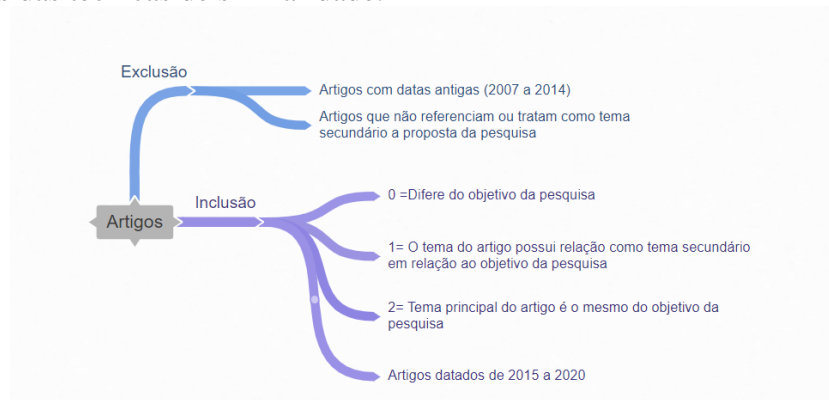 Exclusão
Artigos com datas antigas (2007 a 2014)
Artigos que não referenciam ou tratam como tema
secundário a proposta da pesquisa
Artigos
Inclusão
0 =Difere do objetivo da pesquisa
1= O tema do artigo possui relação como tema secundário
em relação ao objetivo da pesquisa
2= Tema principal do artigo é o mesmo do objetivo da
pesquisa
Artigos datados de 2015 a 2020